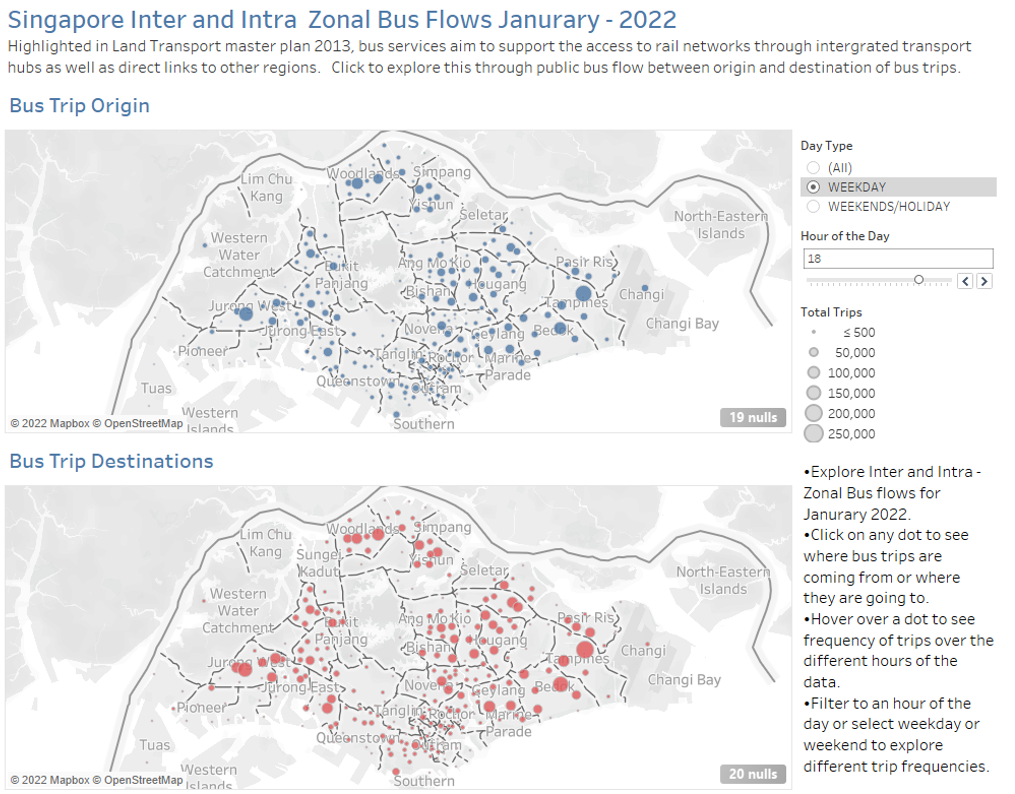 Singapore Inter and Intra  Zonal Bus Flows Janurary - 2022
Highlighted in Land Transport master plan 2013, bus services aim to support the access to rail networks through intergrated transport
hubs as well as direct links to other regions.   Click to explore this through public bus flow between origin and destination of bus trips.
Bus Trip Origin
Woodlands
Simpang
Lim Chu
Kang
Yishun
Seletar
North-Eastern
Islands
Western
Water
Catchment
Bukit
Panjang
Ang Mo Kio
Hougang
Pasir Ris
Bishan
Tampines
Changi
Jurong West
Jurong East
Novena
Geylang
Bedok
Changi Bay
Pioneer
Tanglin
Rochor
Marine
Parade
Queenstown
Outram
Tuas
Western
Islands
Southern
© 2022 Mapbox © OpenStreetMap
19 nulls
Day Type
(All)
WEEKDAY
WEEKENDS/HOLIDAY
Hour of the Day
18
Total Trips
≤ 500
50,000
100,000
150,000
200,000
250,000
Bus Trip Destinations
Woodlands
Simpang
Lim Chu
Kang
Sungei
Kadut
Yishun
Seletar
North-Eastern
Islands
Western
Water
Catchment
Bukit
Panjang
Ang Mo Kio
Hougang
Pasir Ris
Bishan
Tampines
Changi
Jurong West
Jurong East
Novena
Geylang
Bedok
Changi Bay
Pioneer
Tanglin
Rochor
Marine
Parade
Queenstown
Outram
Tuas
Western
Islands
Southern
© 2022 Mapbox © OpenStreetMap
20 nulls
•Explore Inter and Intra -
Zonal Bus flows for
Janurary 2022.
•Click on any dot to see
where bus trips are
coming from or where
they are going to.
•Hover over a dot to see
frequency of trips over the
different hours of the
data.
•Filter to an hour of the
day or select weekday or
weekend to explore
different trip frequencies.